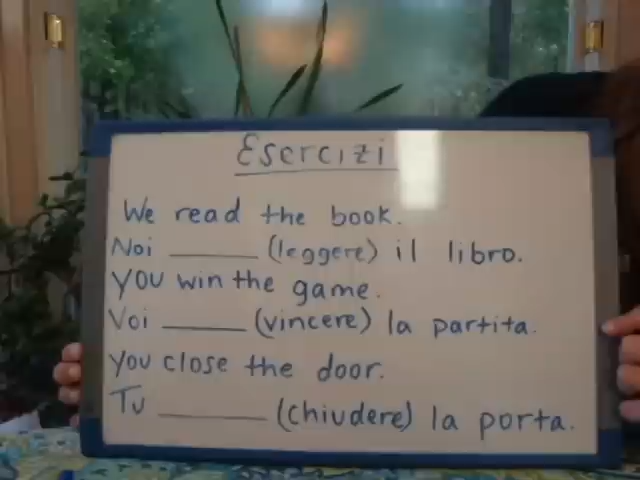 Esercizi
We read the book.
Noi ______ (leggere) il libro.
You win the game.
Voi ______ (vincere) la partita.
You close the door.
Tu ______ (chiudere) la porta.